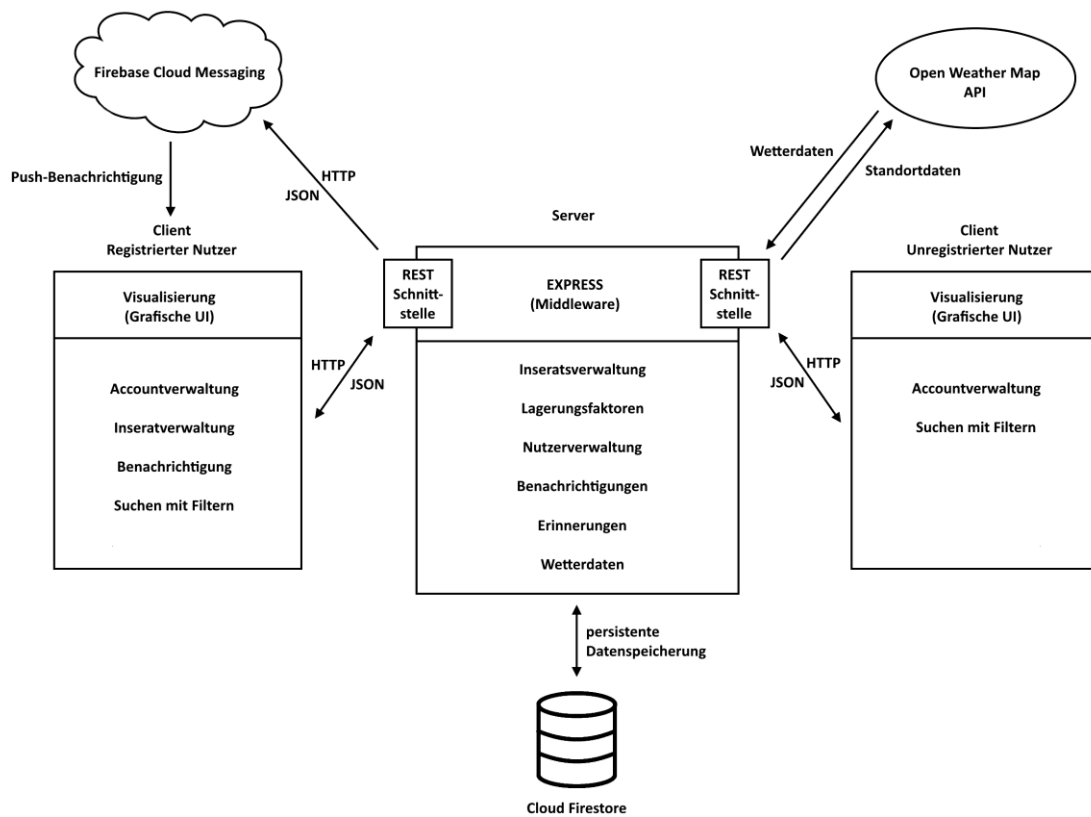 Firebase Cloud Messaging
Open Weather Map
API
Push-Benachrichtigung
HTTP
JSON
Wetterdaten
Standortdaten
Client
Registrierter Nutzer
Server
Client
Unregistrierter Nutzer
Visualisierung
(Grafische UI)
REST
Schnitt-
stelle
EXPRESS
(Middleware)
REST
Schnitt-
stelle
Visualisierung
(Grafische UI)
HTTP
JSON
HTTP
JSON
Accountverwaltung
Inseratverwaltung
Benachrichtigung
Suchen mit Filtern
Inseratsverwaltung
Lagerungsfaktoren
Nutzerverwaltung
Benachrichtigungen
Erinnerungen
Wetterdaten
Accountverwaltung
Suchen mit Filtern
persistente
Datenspeicherung
Cloud Firestore